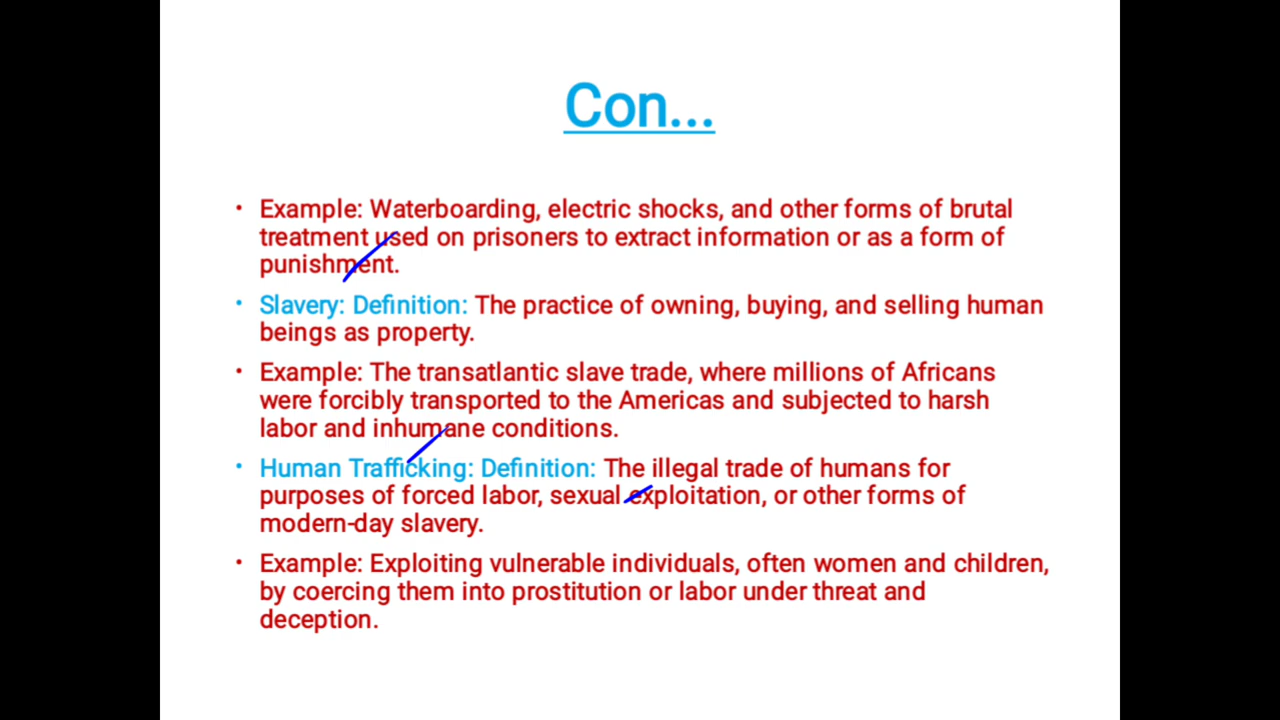 Con...
• Example: Waterboarding, electric shocks, and other forms of brutal
treatment used on prisoners to extract information or as a form of
punishment.
• Slavery: Definition: The practice of owning, buying, and selling human
beings as property.
• Example: The transatlantic slave trade, where millions of Africans
were forcibly transported to the Americas and subjected to harsh
labor and inhumane conditions.
• Human Trafficking: Definition: The illegal trade of humans for
purposes of forced labor, sexual exploitation, or other forms of
modern-day slavery.
• Example: Exploiting vulnerable individuals, often women and children,
by coercing them into prostitution or labor under threat and
deception.